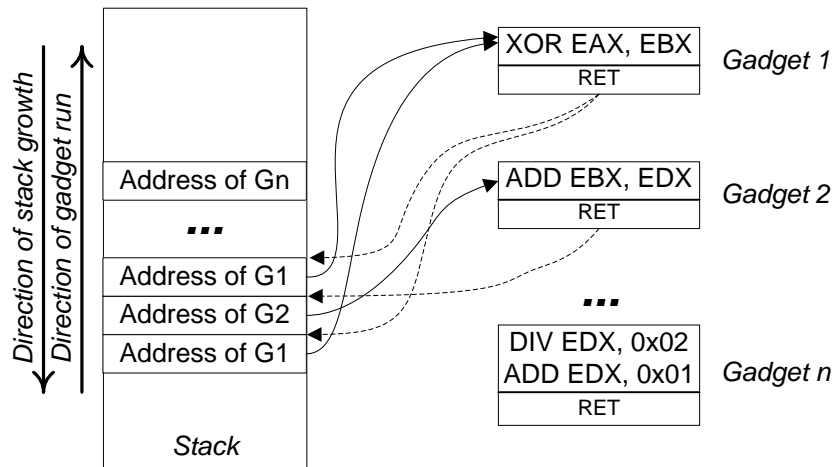 Direction of stack growth
Direction of gadget run
Address of Gn
...
Address of G1
Address of G2
Address of G1
Stack
XOR EAX, EBX
RET
Gadget 1
ADD EBX, EDX
RET
Gadget 2
...
DIV EDX, 0x02
ADD EDX, 0x01
RET
Gadget n